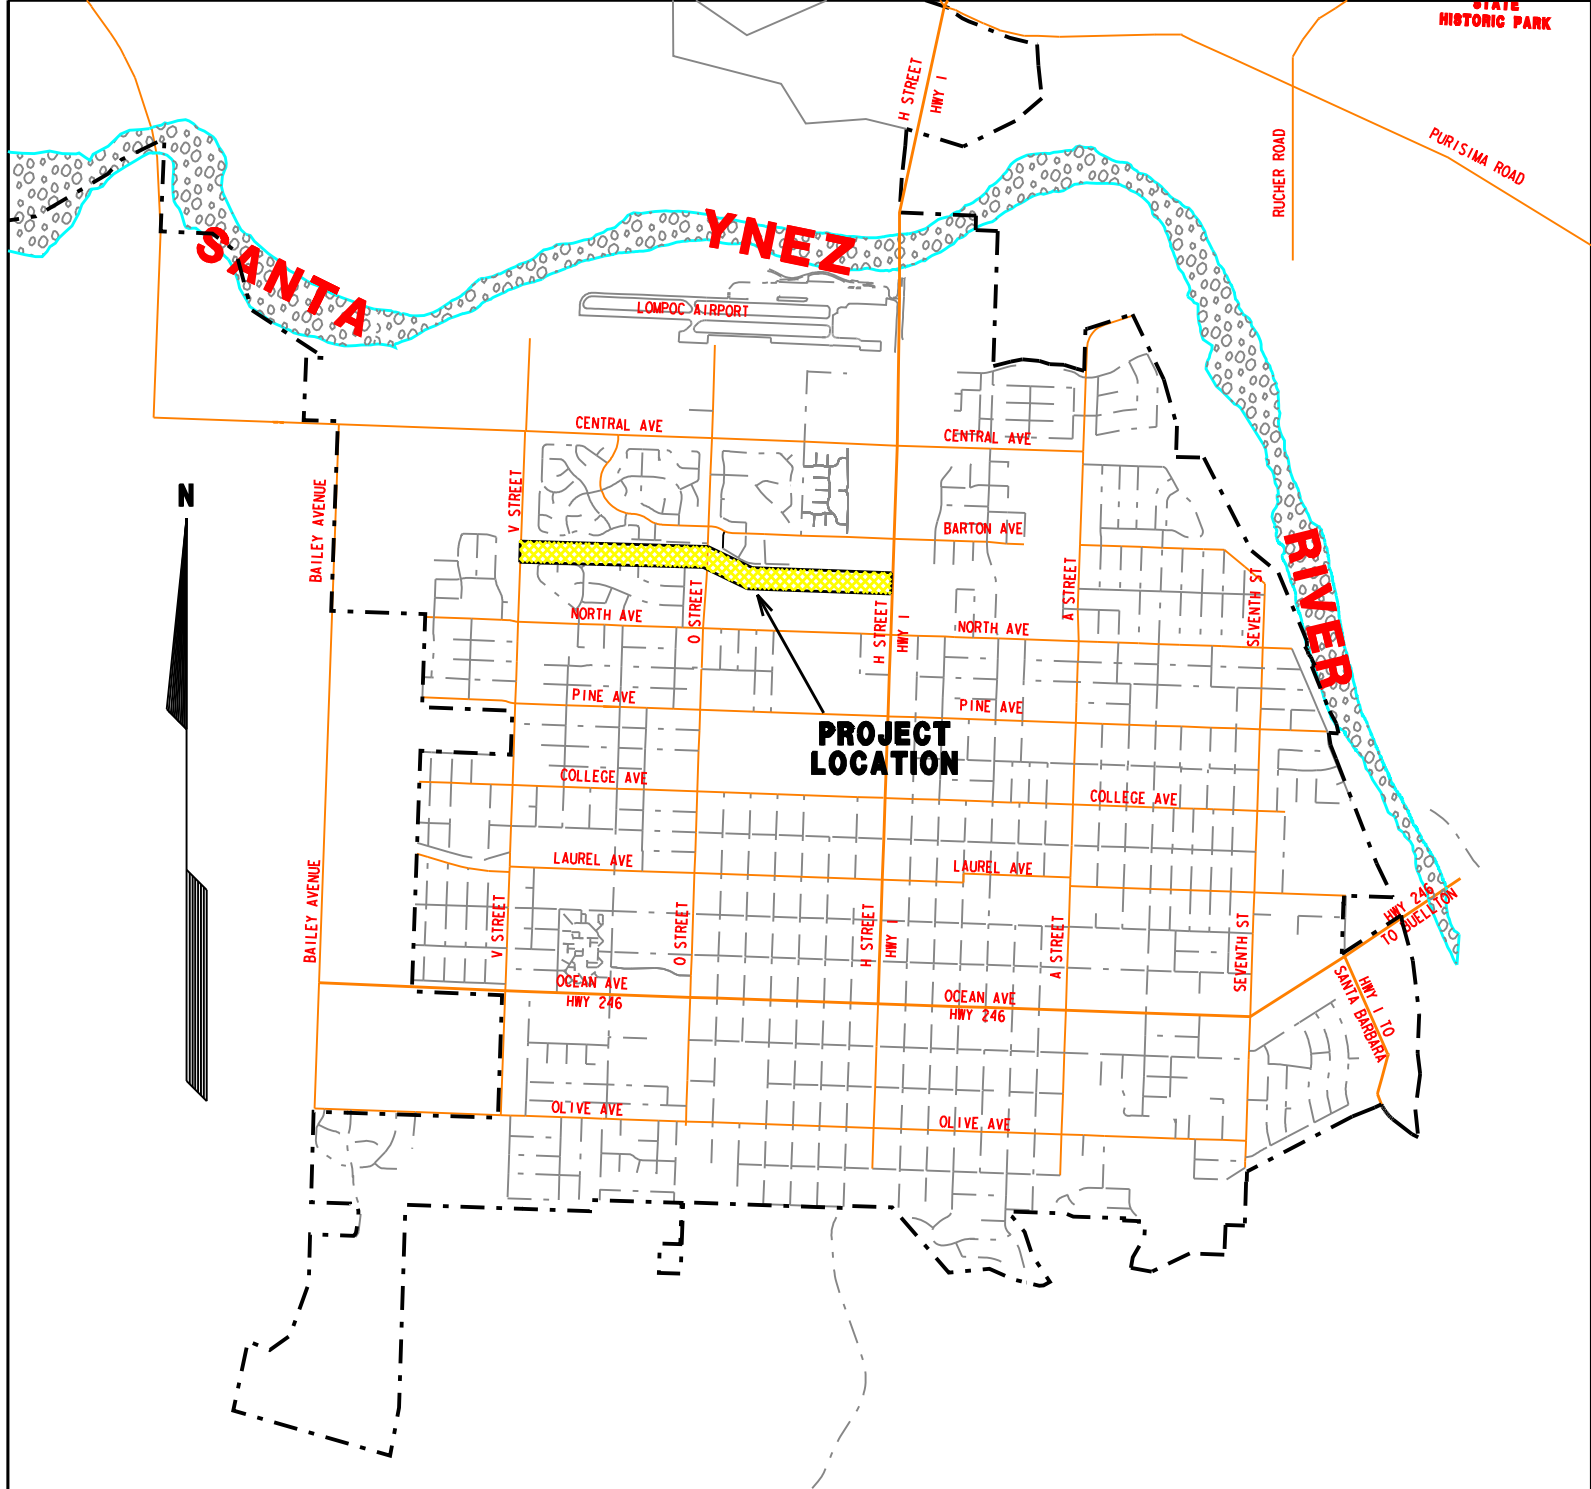 STATE
HISTORIC PARK
H STREET
HWY 1
PURISIMA ROAD
RUCHER ROAD
SANTA
YNEZ
RIVER
LOMPOC AIRPORT
CENTRAL AVE
CENTRAL AVE
N
BAILEY AVENUE
V STREET
BARTON AVE
A STREET
SEVENTH ST
O STREET
NORTH AVE
H STREET
HWY 1
NORTH AVE
PINE AVE
PINE AVE
PROJECT
LOCATION
COLLEGE AVE
COLLEGE AVE
LAUREL AVE
LAUREL AVE
BAILEY AVENUE
V STREET
O STREET
H STREET
HWY 1
A STREET
SEVENTH ST
HWY 246
TO BUELLTON
OCEAN AVE
HWY 246
OCEAN AVE
HWY 246
HWY 1 TO
SANTA BARBARA
OLIVE AVE
OLIVE AVE